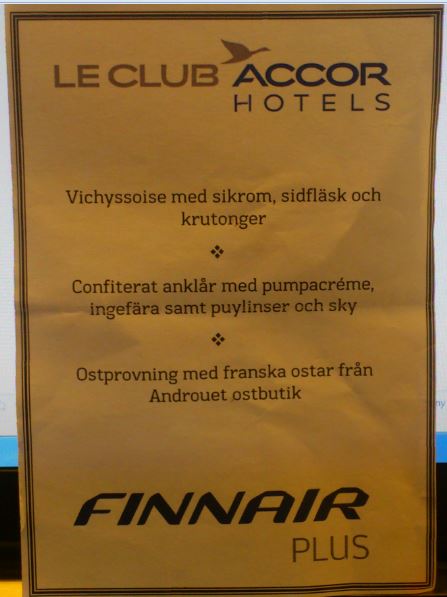 LE CLUB ACCOR
HOTELS
Vichyssoise med sikrom, sidfläsk och
krutonger
Confiterat anklår med pumpacréme,
ingefära samt puylinser och sky
Ostprovning med franska ostar från
Androuet ostbutik
FINNAIR
PLUS